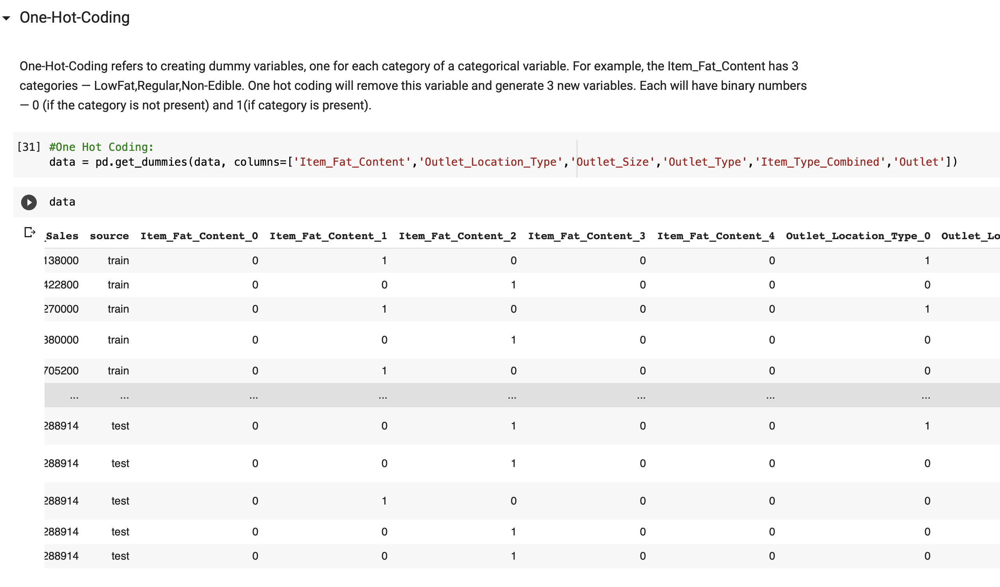 One-Hot-Coding
One-Hot-Coding refers to creating dummy variables, one for each category of a categorical variable. For example, the Item_Fat_Content has 3
categories — LowFat,Regular,Non-Edible. One hot coding will remove this variable and generate 3 new variables. Each will have binary numbers
— 0 (if the category is not present) and 1(if category is present).
[31] #One Hot Coding:
data = pd.get_dummies(data, columns=['Item_Fat_Content','Outlet_Location_Type','Outlet_Size','Outlet_Type','Item_Type_Combined','Outlet'])
data
_Sales source Item_Fat_Content_0 Item_Fat_Content_1 Item_Fat_Content_2 Item_Fat_Content_3 Item_Fat_Content_4 Outlet_Location_Type_0 Outlet_Lo
138000 train 0 1 0 0 0 1
422800 train 0 0 1 0 0 0
270000 train 0 1 0 0 0 1
380000 train 0 0 1 0 0 0
705200 train 0 1 0 0 0 0
... ... ... ... ... ... ... ...
288914 test 0 0 1 0 0 1
288914 test 0 0 1 0 0 0
288914 test 0 1 0 0 0 0
288914 test 0 0 1 0 0 0
288914 test 0 0 1 0 0 0